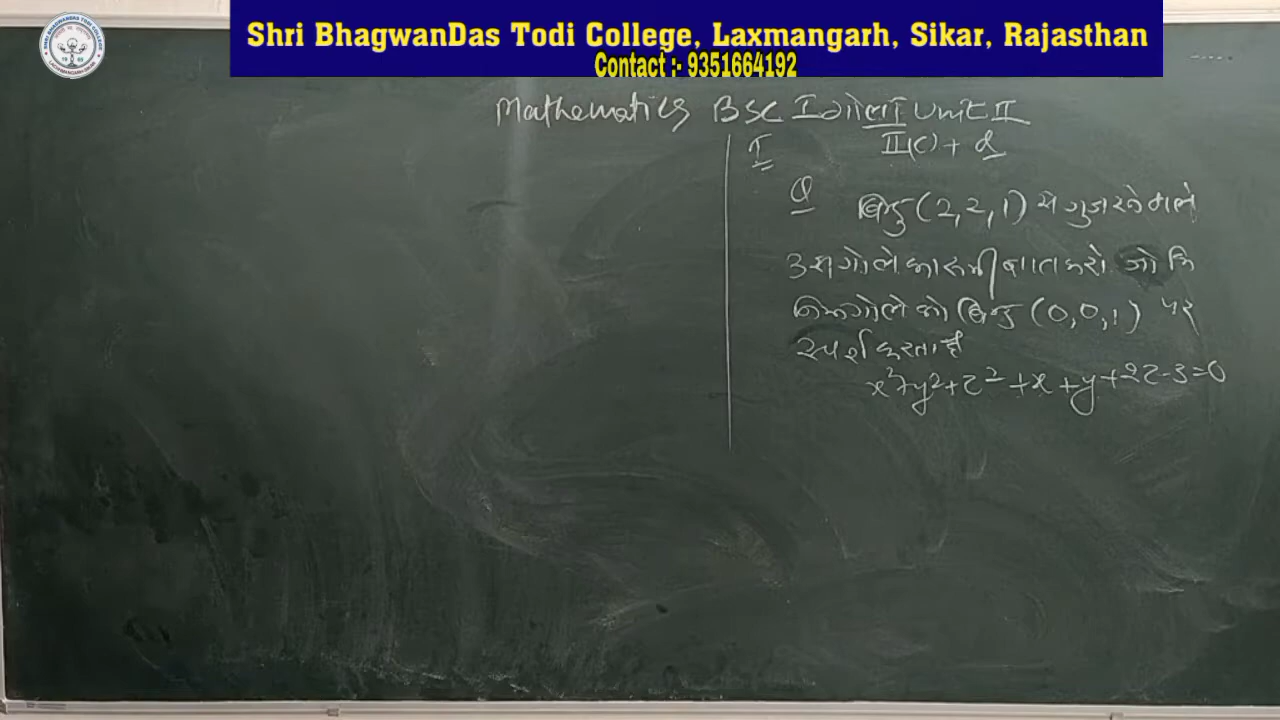 Shri BhagwanDas Todi College, Laxmangarh, Sikar, Rajasthan
Contact :- 9351664192
Mathematics BSC I गोला Unit II
I
II(C) +
Q बिन्दु (2,2,1) से गुजरने वाले
उस गोले का समी ज्ञात करो जो कि
निम्न गोले को बिन्दु (0,0,1) पर
स्पर्श करता है
x²+y²+z²+x+y+2z-3=0